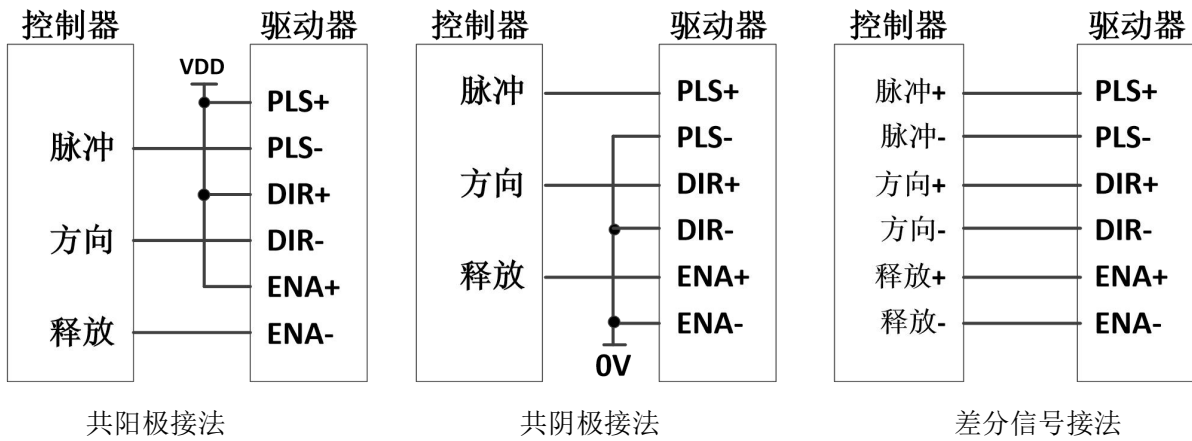 控制器
驱动器
VDD
PLS+
脉冲
PLS-
DIR+
方向
DIR-
ENA+
释放
ENA-
共阳极接法
控制器
驱动器
脉冲
PLS+
PLS-
方向
DIR+
DIR-
释放
ENA+
ENA-
0V
共阴极接法
控制器
驱动器
脉冲+
PLS+
脉冲-
PLS-
方向+
DIR+
方向-
DIR-
释放+
ENA+
释放-
ENA-
差分信号接法